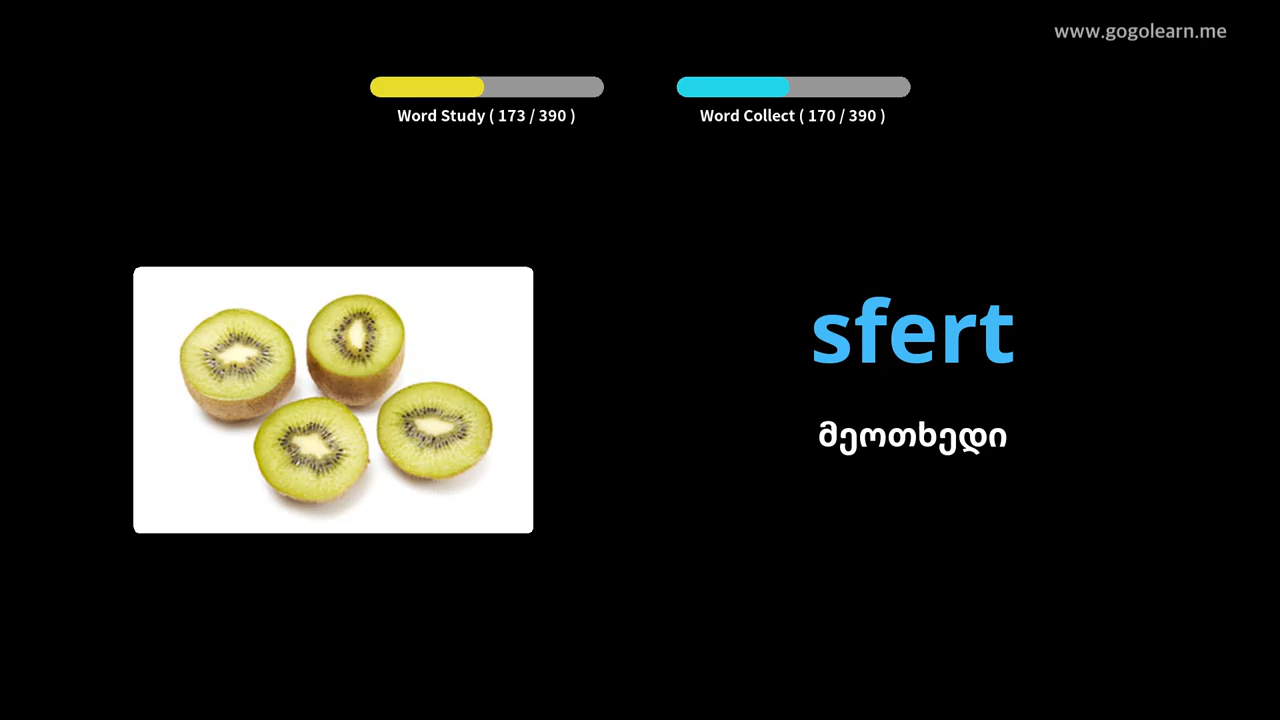 www.gogolearn.me
Word Study ( 173 / 390 )
Word Collect ( 170 / 390 )
sfert
მეოთხედი